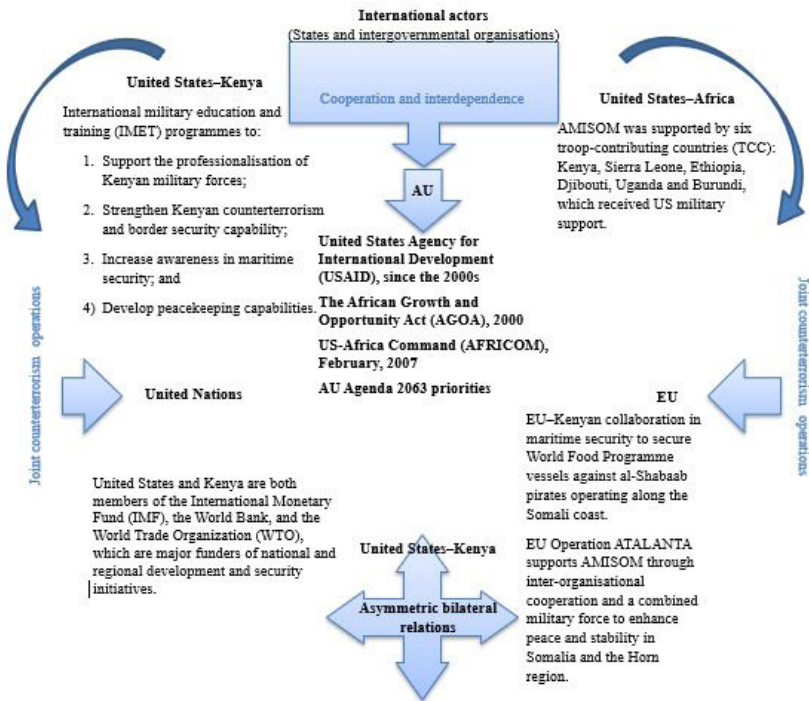 International actors
(States and intergovernmental organisations)
Cooperation and interdependence
United States–Kenya
International military education and
training (IMET) programmes to:
1. Support the professionalisation of
Kenyan military forces;
2. Strengthen Kenyan counterterrorism
and border security capability;
3. Increase awareness in maritime
security; and
4) Develop peacekeeping capabilities.
United States–Africa
AMISOM was supported by six
troop-contributing countries (TCC):
Kenya, Sierra Leone, Ethiopia,
Djibouti, Uganda and Burundi,
which received US military
support.
AU
United States Agency for
International Development
(USAID), since the 2000s
The African Growth and
Opportunity Act (AGOA), 2000
US-Africa Command (AFRICOM),
February, 2007
AU Agenda 2063 priorities
Joint counterterrorism operations
Joint counterterrorism operations
United Nations
United States and Kenya are both
members of the International Monetary
Fund (IMF), the World Bank, and the
World Trade Organization (WTO),
which are major funders of national and
regional development and security
initiatives.
EU
EU–Kenyan collaboration in
maritime security to secure
World Food Programme
vessels against al-Shabaab
pirates operating along the
Somali coast.
EU Operation ATALANTA
supports AMISOM through
inter-organisational
cooperation and a combined
military force to enhance
peace and stability in
Somalia and the Horn
region.
United States–Kenya
Asymmetric bilateral
relations